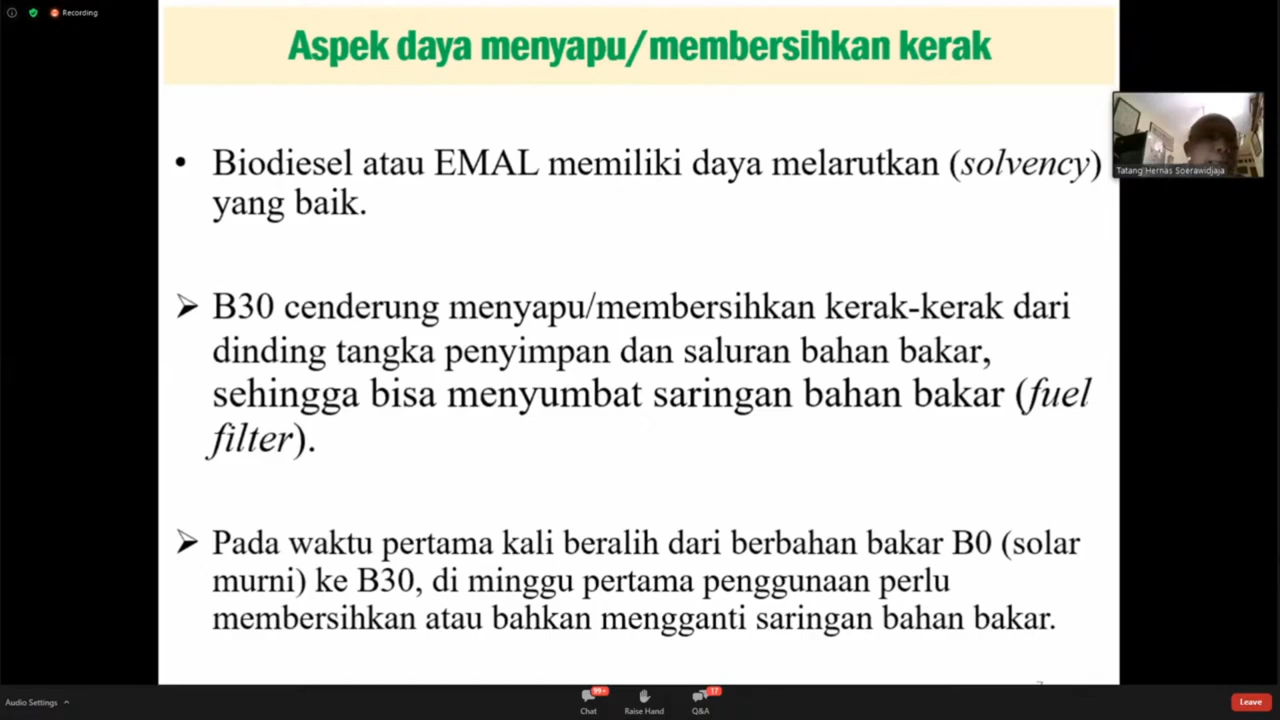 Recording
Aspek daya menyapu/membersihkan kerak
• Biodiesel atau EMAL memiliki daya melarutkan (solvency)
yang baik.
➢ B30 cenderung menyapu/membersihkan kerak-kerak dari
dinding tangka penyimpan dan saluran bahan bakar,
sehingga bisa menyumbat saringan bahan bakar (fuel
filter).
➢ Pada waktu pertama kali beralih dari berbahan bakar B0 (solar
murni) ke B30, di minggu pertama penggunaan perlu
membersihkan atau bahkan mengganti saringan bahan bakar.
Tatang Hernas Soerawidjaja
Audio Settings
99+
Chat
Raise Hand
17
Q&A
Leave